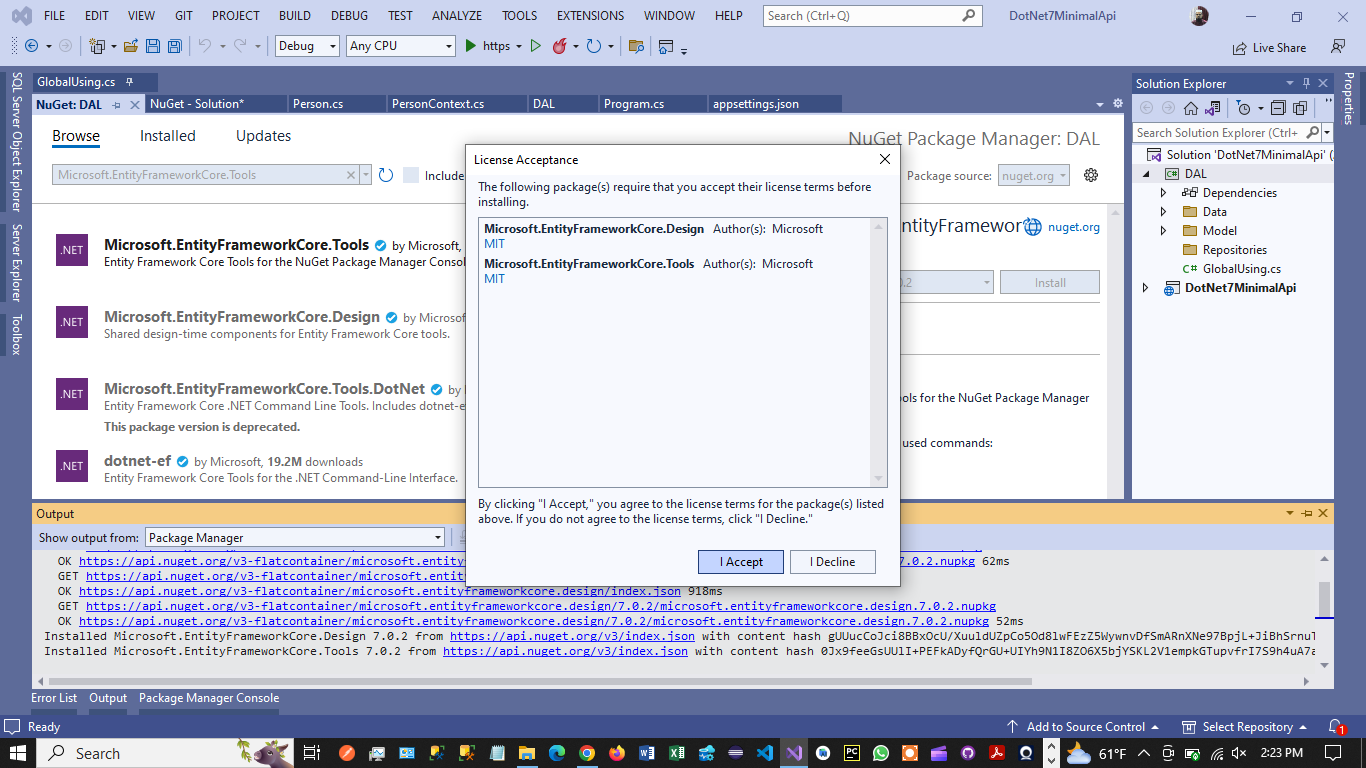 FILE EDIT VIEW GIT PROJECT BUILD DEBUG TEST ANALYZE TOOLS EXTENSIONS WINDOW HELP Search (Ctrl+Q) DotNet7MinimalApi
Debug Any CPU https Live Share
SQL Server Object Explorer
Server Explorer
Toolbox
GlobalUsing.cs
NuGet: DAL NuGet - Solution* Person.cs PersonContext.cs DAL Program.cs appsettings.json
Browse Installed Updates NuGet Package Manager: DAL
Microsoft.EntityFrameworkCore.Tools Include Package source: nuget.org
.NET Microsoft.EntityFrameworkCore.Tools by Microsoft,
Entity Framework Core Tools for the NuGet Package Manager Consol
.NET Microsoft.EntityFrameworkCore.Design by Microsof
Shared design-time components for Entity Framework Core tools.
.NET Microsoft.EntityFrameworkCore.Tools.DotNet by
Entity Framework Core .NET Command Line Tools. Includes dotnet-e
This package version is deprecated.
.NET dotnet-ef by Microsoft, 19.2M downloads
Entity Framework Core Tools for the .NET Command-Line Interface.
ntityFramewor nuget.org
0.2 Install
ols for the NuGet Package Manager
used commands:
License Acceptance
The following package(s) require that you accept their license terms before
installing.
Microsoft.EntityFrameworkCore.Design Author(s): Microsoft
MIT
Microsoft.EntityFrameworkCore.Tools Author(s): Microsoft
MIT
By clicking "I Accept," you agree to the license terms for the package(s) listed
above. If you do not agree to the license terms, click "I Decline."
I Accept I Decline
Solution Explorer
Search Solution Explorer (Ctrl+
Solution 'DotNet7MinimalApi' (
DAL
Dependencies
Data
Model
Repositories
C# GlobalUsing.cs
DotNet7MinimalApi
Properties
Output
Show output from: Package Manager
OK https://api.nuget.org/v3-flatcontainer/microsoft.entity 7.0.2.nupkg 62ms
GET https://api.nuget.org/v3-flatcontainer/microsoft.entit
OK https://api.nuget.org/v3-flatcontainer/microsoft.entityframeworkcore.design/index.json 918ms
GET https://api.nuget.org/v3-flatcontainer/microsoft.entityframeworkcore.design/7.0.2/microsoft.entityframeworkcore.design.7.0.2.nupkg
OK https://api.nuget.org/v3-flatcontainer/microsoft.entityframeworkcore.design/7.0.2/microsoft.entityframeworkcore.design.7.0.2.nupkg 52ms
Installed Microsoft.EntityFrameworkCore.Design 7.0.2 from https://api.nuget.org/v3/index.json with content hash gUUucCoJci8BBxOcU/XuuldUZpCo5Od8lwFEzZ5WywnvDfSmARnXNe97BpjL+JiBhSrnuT
Installed Microsoft.EntityFrameworkCore.Tools 7.0.2 from https://api.nuget.org/v3/index.json with content hash 0Jx9feeGsUUlI+PEFkADyfQrGU+UIYh9N1I8ZO6X5bjYSKL2V1empkGTupvfrI7S9h4uA7a
Error List Output Package Manager Console
Ready Add to Source Control Select Repository 1
Search 61°F 2:23 PM